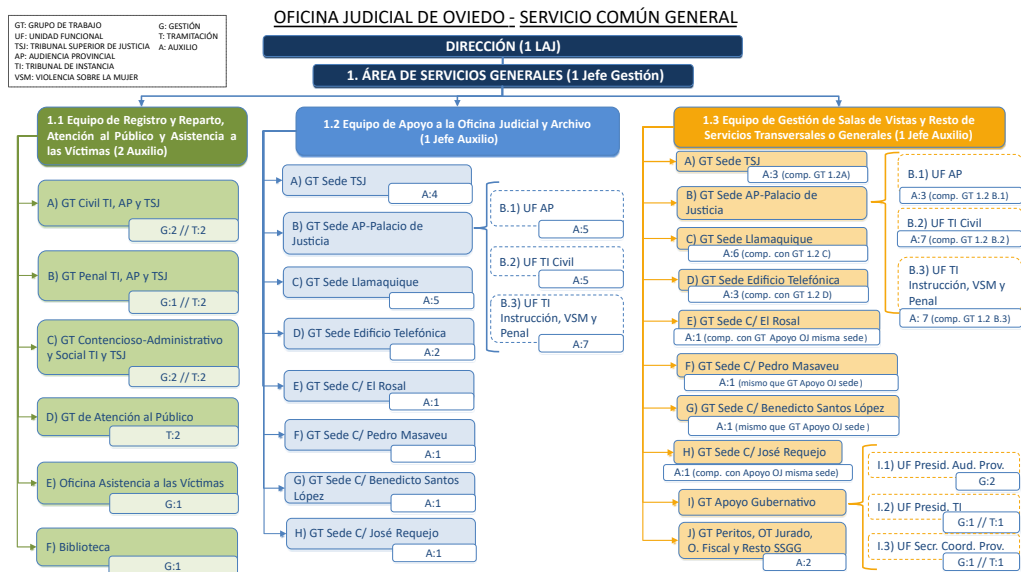 OFICINA JUDICIAL DE OVIEDO - SERVICIO COMÚN GENERAL
GT: GRUPO DE TRABAJO
UF: UNIDAD FUNCIONAL
TSJ: TRIBUNAL SUPERIOR DE JUSTICIA
AP: AUDIENCIA PROVINCIAL
TI: TRIBUNAL DE INSTANCIA
VSM: VIOLENCIA SOBRE LA MUJER
G: GESTIÓN
T: TRAMITACIÓN
A: AUXILIO
DIRECCIÓN (1 LAJ)
1. ÁREA DE SERVICIOS GENERALES (1 Jefe Gestión)
1.1 Equipo de Registro y Reparto,
Atención al Público y Asistencia a
las Víctimas (2 Auxilio)
A) GT Civil TI, AP y TSJ
G:2 // T:2
B) GT Penal TI, AP y TSJ
G:1 // T:2
C) GT Contencioso-Administrativo
y Social TI y TSJ
G:2 // T:2
D) GT de Atención al Público
T:2
E) Oficina Asistencia a las Víctimas
G:1
F) Biblioteca
G:1
1.2 Equipo de Apoyo a la Oficina Judicial y Archivo
(1 Jefe Auxilio)
A) GT Sede TSJ
A:4
B) GT Sede AP-Palacio de
Justicia
B.1) UF AP
A:5
B.2) UF TI Civil
A:5
B.3) UF TI
Instrucción, VSM y
Penal
A:7
C) GT Sede Llamaquique
A:5
D) GT Sede Edificio Telefónica
A:2
E) GT Sede C/ El Rosal
A:1
F) GT Sede C/ Pedro Masaveu
A:1
G) GT Sede C/ Benedicto Santos
López
A:1
H) GT Sede C/ José Requejo
A:1
1.3 Equipo de Gestión de Salas de Vistas y Resto de
Servicios Transversales o Generales (1 Jefe Auxilio)
A) GT Sede TSJ
A:3 (comp. GT 1.2A)
B) GT Sede AP-Palacio de
Justicia
B.1) UF AP
A:3 (comp. GT 1.2 B.1)
B.2) UF TI Civil
A:7 (comp. GT 1.2 B.2)
B.3) UF TI
Instrucción, VSM y
Penal
A: 7 (comp. GT 1.2 B.3)
C) GT Sede Llamaquique
A:6 (comp. con GT 1.2 C)
D) GT Sede Edificio Telefónica
A:3 (comp. con GT 1.2 D)
E) GT Sede C/ El Rosal
A:1 (comp. con GT Apoyo OJ misma sede)
F) GT Sede C/ Pedro Masaveu
A:1 (mismo que GT Apoyo OJ sede)
G) GT Sede C/ Benedicto Santos López
A:1 (mismo que GT Apoyo OJ sede)
H) GT Sede C/ José Requejo
A:1 (comp. con Apoyo OJ misma sede)
I) GT Apoyo Gubernativo
I.1) UF Presid. Aud. Prov.
G:2
I.2) UF Presid. TI
G:1 // T:1
I.3) UF Secr. Coord. Prov.
G:1 // T:1
J) GT Peritos, OT Jurado,
O. Fiscal y Resto SSGG
A:2